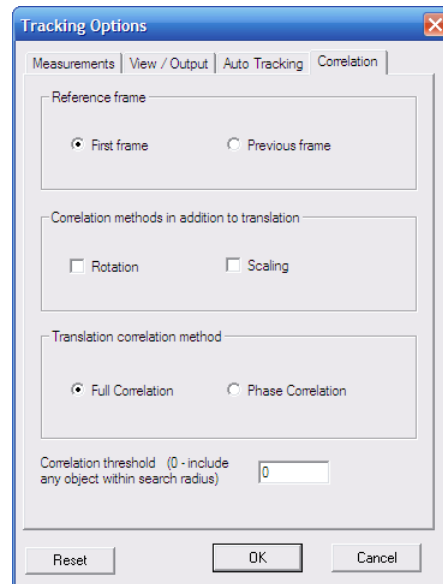 Tracking Options
Measurements View / Output Auto Tracking Correlation
Reference frame
First frame Previous frame
Correlation methods in addition to translation
Rotation Scaling
Translation correlation method
Full Correlation Phase Correlation
Correlation threshold (0 - include
any object within search radius) 0
Reset OK Cancel